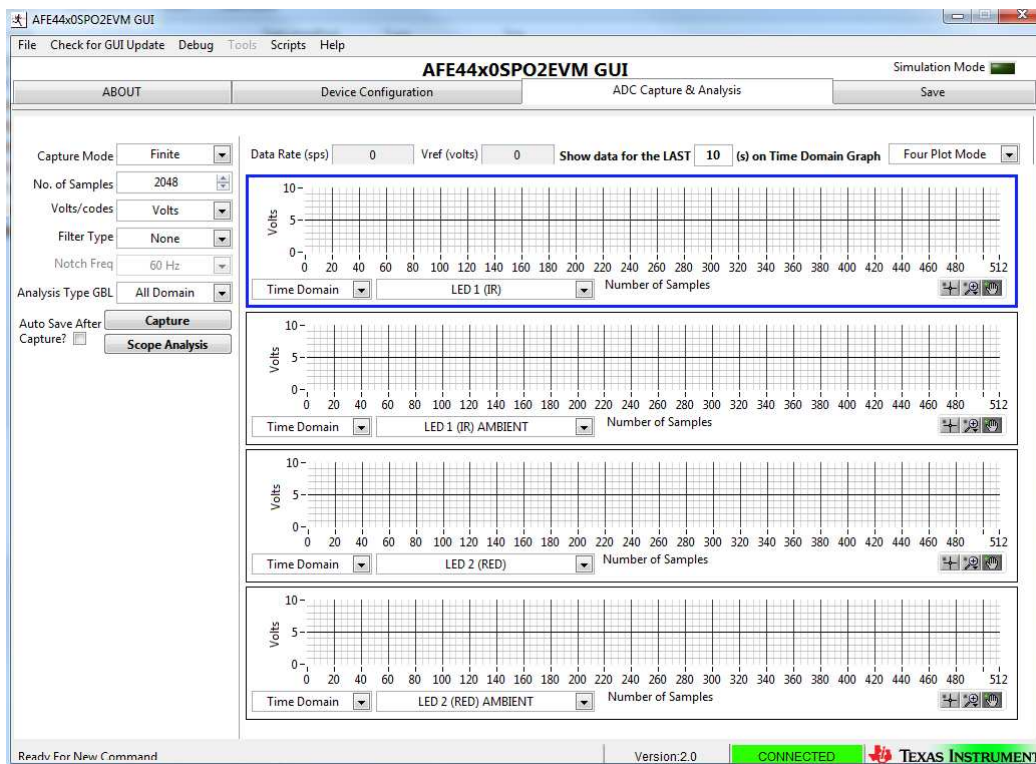 AFE44x0SPO2EVM GUI
File Check for GUI Update Debug Tools Scripts Help
AFE44x0SPO2EVM GUI
Simulation Mode
ABOUT Device Configuration ADC Capture & Analysis Save
Capture Mode Finite
No. of Samples 2048
Volts/codes Volts
Filter Type None
Notch Freq 60 Hz
Analysis Type GBL All Domain
Auto Save After Capture
Capture? Scope Analysis
Data Rate (sps) 0 Vref (volts) 0 Show data for the LAST 10 (s) on Time Domain Graph Four Plot Mode
10
5
0
Volts
0 20 40 60 80 100 120 140 160 180 200 220 240 260 280 300 320 340 360 380 400 420 440 460 480 512
Time Domain LED 1 (IR) Number of Samples
10
5
0
Volts
0 20 40 60 80 100 120 140 160 180 200 220 240 260 280 300 320 340 360 380 400 420 440 460 480 512
Time Domain LED 1 (IR) AMBIENT Number of Samples
10
5
0
Volts
0 20 40 60 80 100 120 140 160 180 200 220 240 260 280 300 320 340 360 380 400 420 440 460 480 512
Time Domain LED 2 (RED) Number of Samples
10
5
0
Volts
0 20 40 60 80 100 120 140 160 180 200 220 240 260 280 300 320 340 360 380 400 420 440 460 480 512
Time Domain LED 2 (RED) AMBIENT Number of Samples
Ready For New Command Version:2.0 CONNECTED TEXAS INSTRUMENT